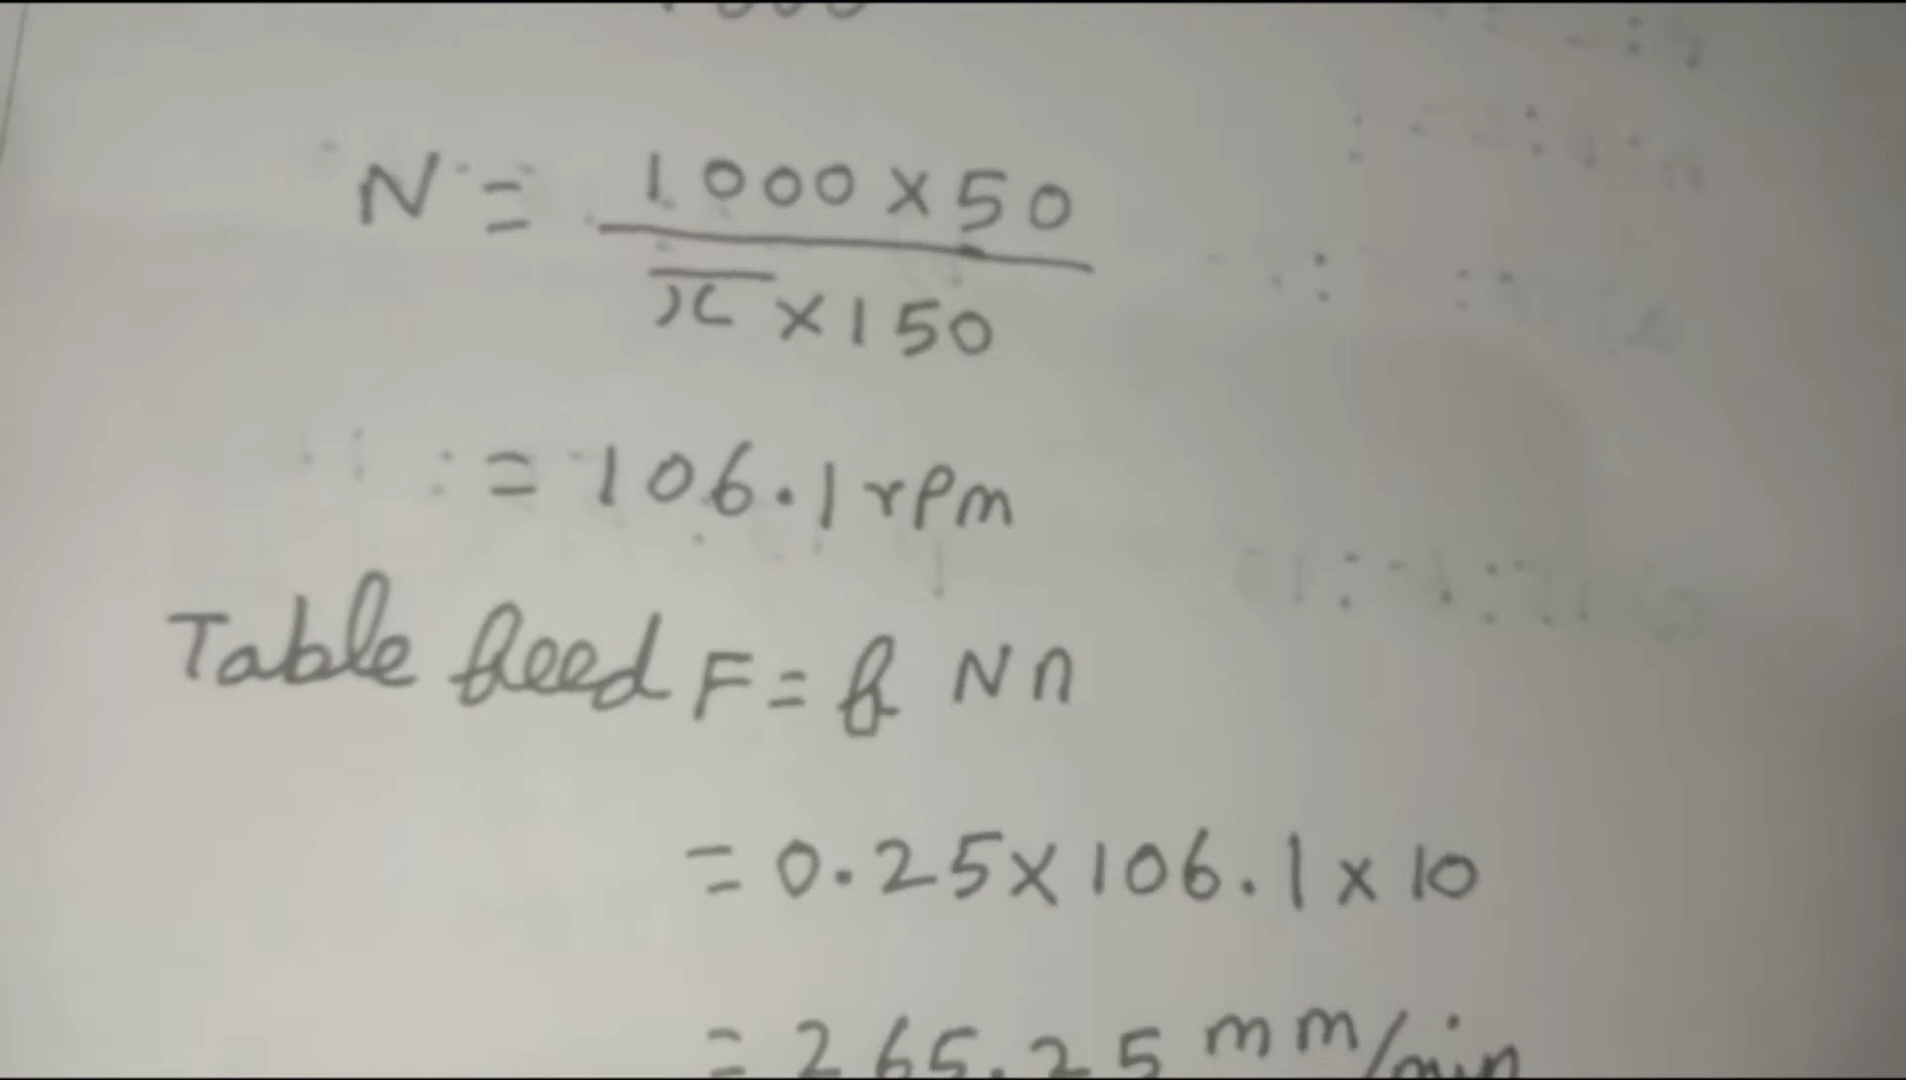 N = 1000 × 50
π × 150
= 106.1 rpm
Table feed F = f N n
= 0.25 × 106.1 × 10
= 265.25 mm/min